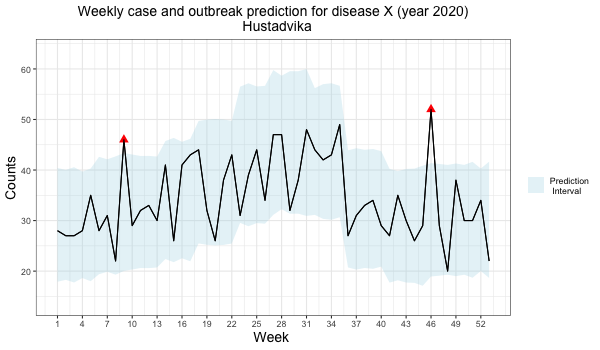 Weekly case and outbreak prediction for disease X (year 2020)
Hustadvika
Counts
60
50
40
30
20
1 4 7 10 13 16 19 22 25 28 31 34 37 40 43 46 49 52
Week
Prediction
Interval